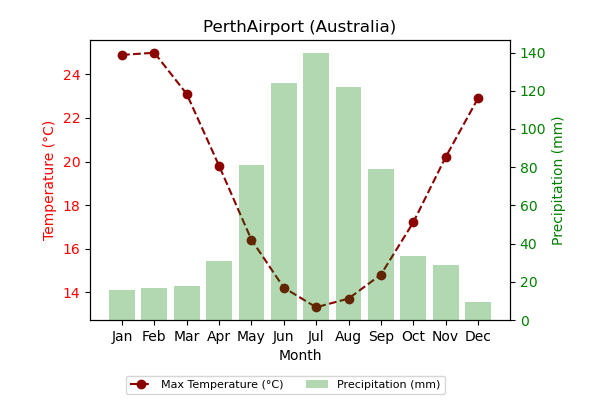 PerthAirport (Australia)
Temperature (°C)
24
22
20
18
16
14
140
120
100
80
60
40
20
0
Precipitation (mm)
Jan Feb Mar Apr May Jun Jul Aug Sep Oct Nov Dec
Month
Max Temperature (°C) Precipitation (mm)